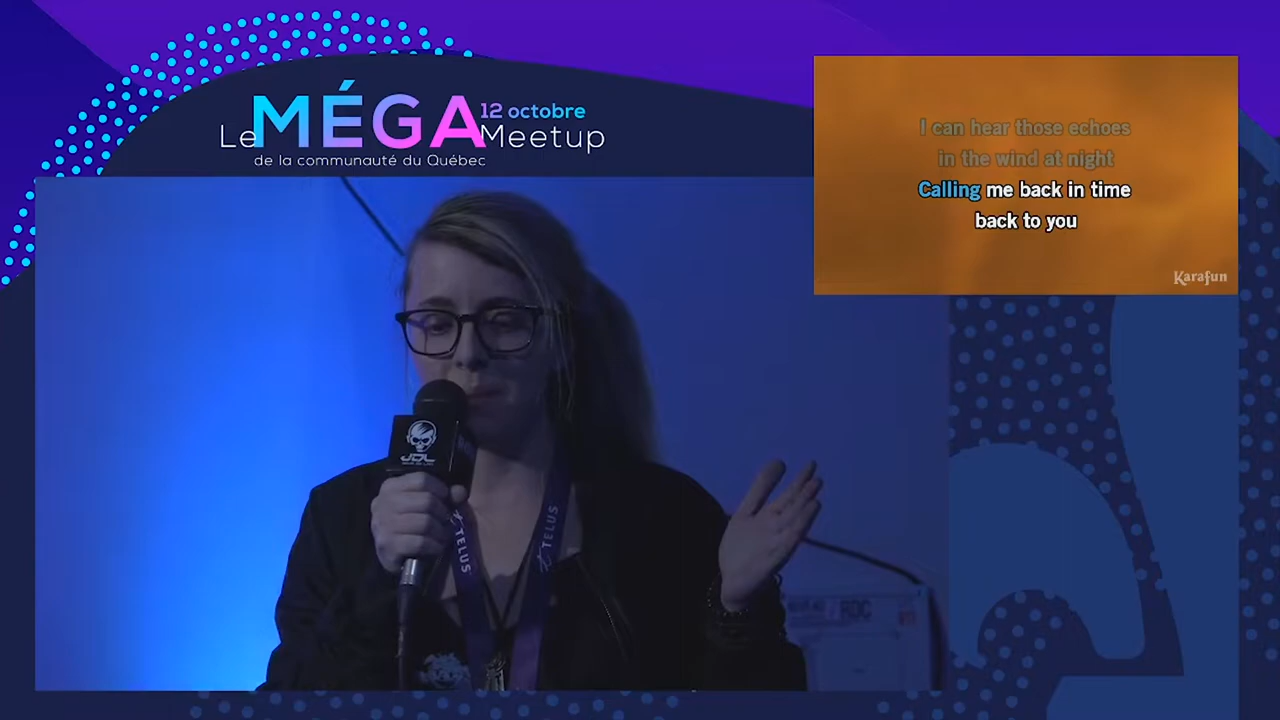 Le MÉGA Meetup
12 octobre
de la communauté du Québec
I can hear those echoes
in the wind at night
Calling me back in time
back to you
Karafun
JDL
TELUS
TELUS